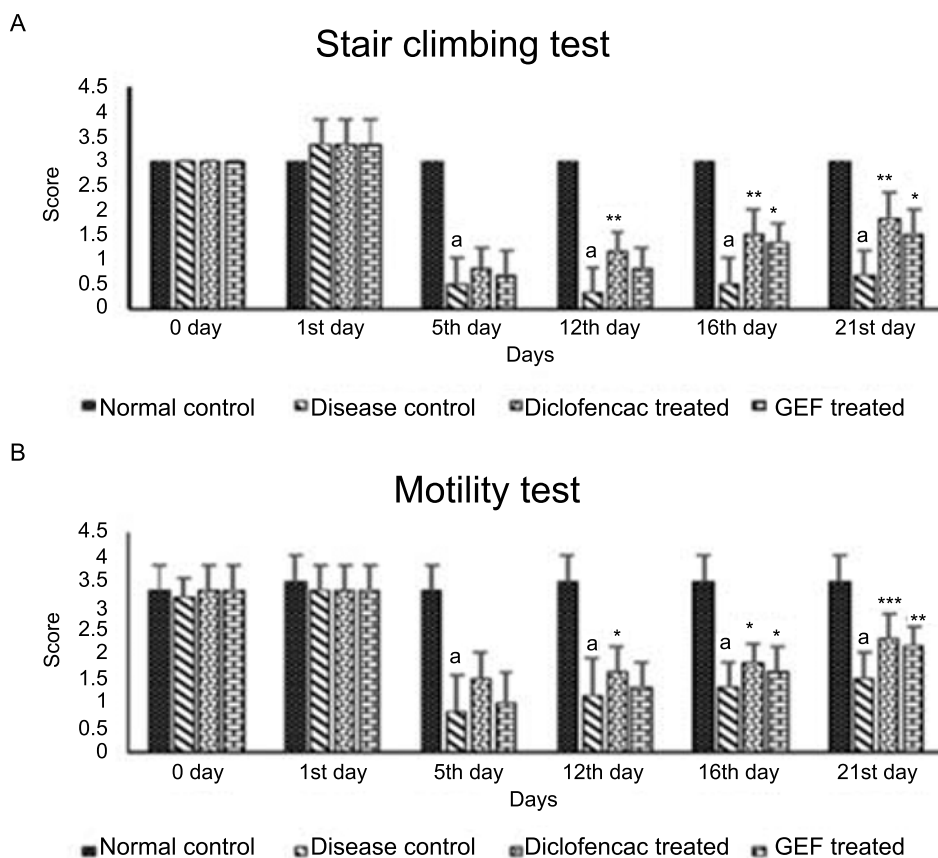 A
Stair climbing test
4.5
4
3.5
3
2.5
2
1.5
1
0.5
0
Score
a
a
**
a
**
*
a
**
*
0 day 1st day 5th day 12th day 16th day 21st day
Days
Normal control Disease control Diclofencac treated GEF treated
B
Motility test
4.5
4
3.5
3
2.5
2
1.5
1
0.5
0
Score
a
a
*
a
*
*
a
***
**
0 day 1st day 5th day 12th day 16th day 21st day
Days
Normal control Disease control Diclofencac treated GEF treated